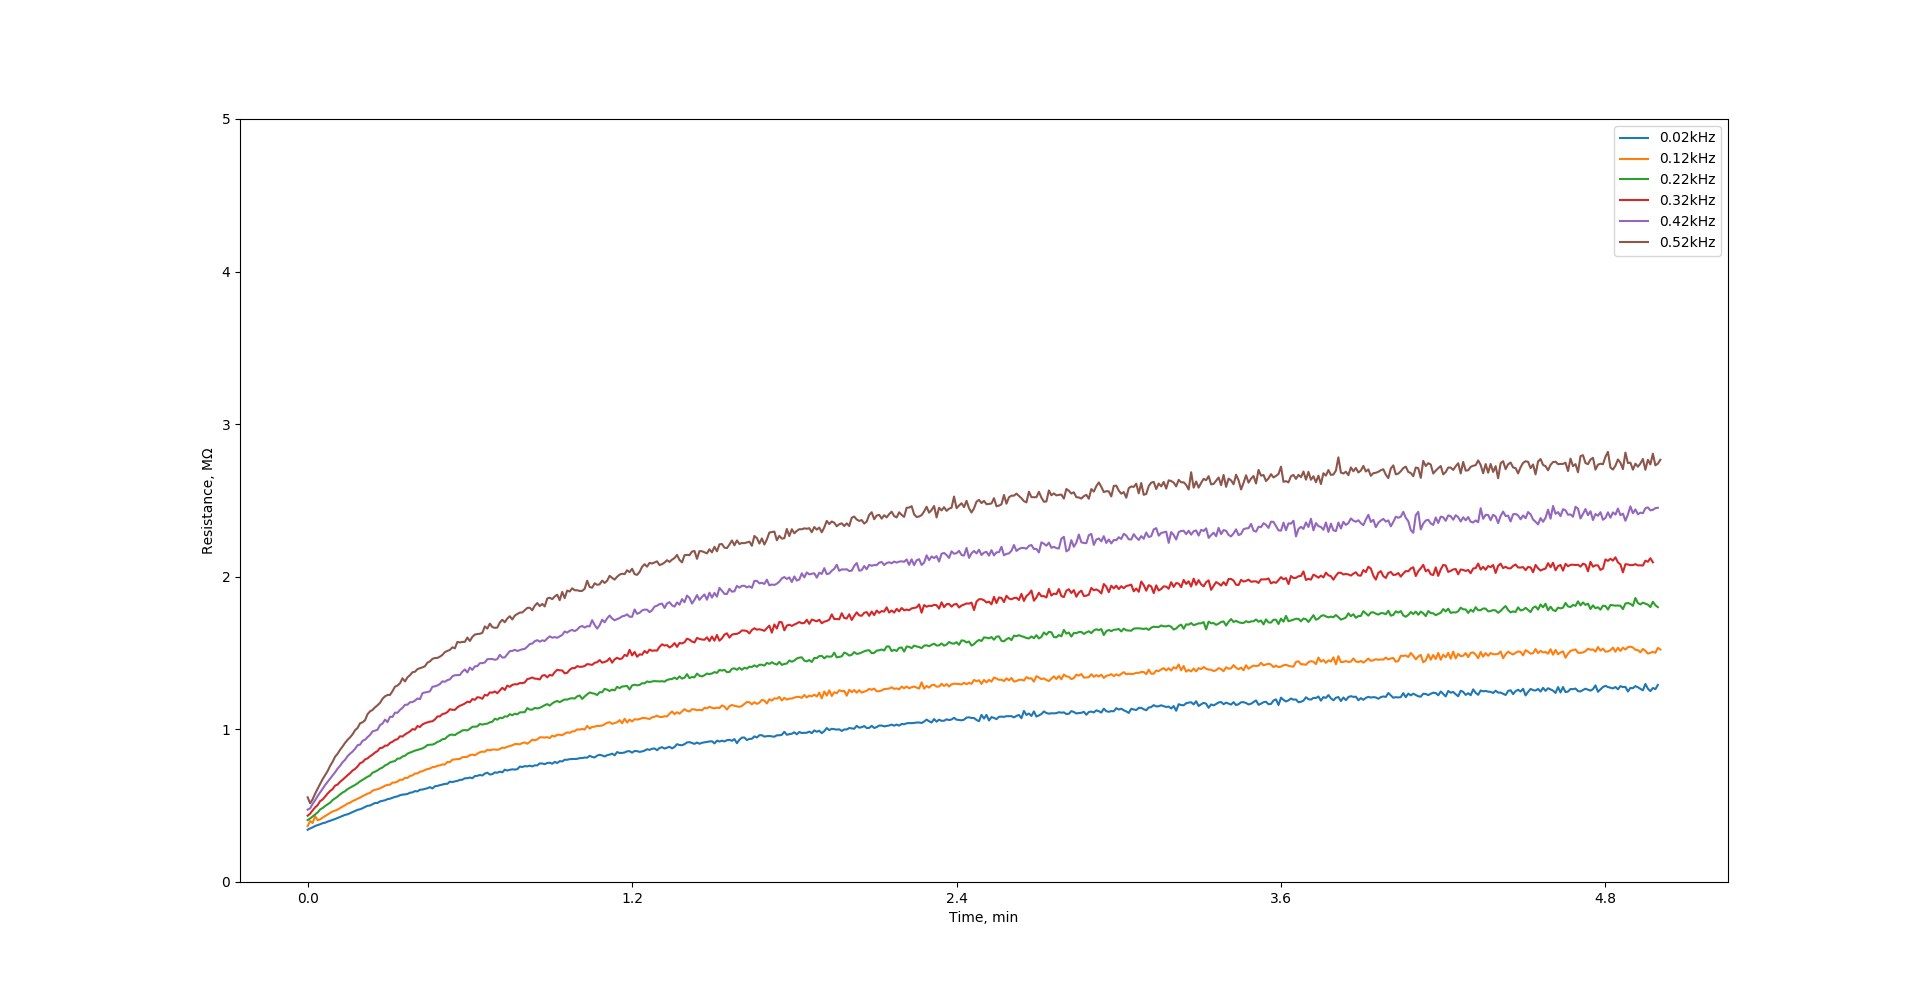 5
4
3
2
1
0
Resistance, MΩ
0.0 1.2 2.4 3.6 4.8
Time, min
0.02kHz
0.12kHz
0.22kHz
0.32kHz
0.42kHz
0.52kHz